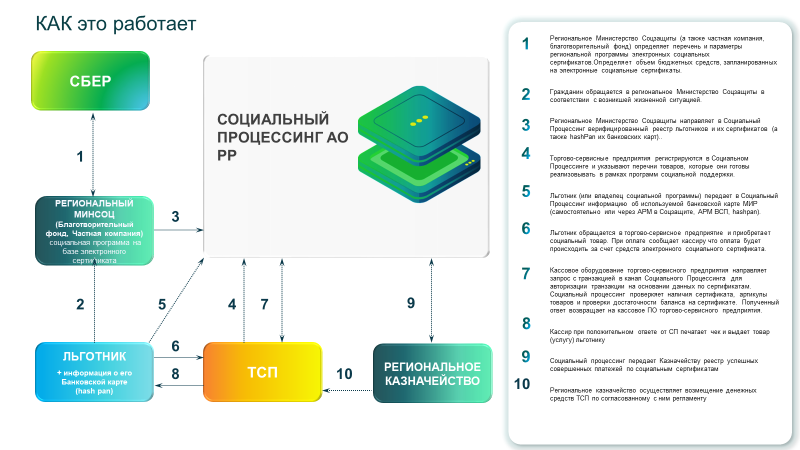 КАК это работает
СБЕР
1
РЕГИОНАЛЬНЫЙ
МИНСОЦ
(Благотворительный
фонд, Частная компания)
социальная программа на
базе электронного
сертификата
3
СОЦИАЛЬНЫЙ
ПРОЦЕССИНГ АО
РР
2
5
4
7
9
ЛЬГОТНИК
+ информация о его
Банковской карте
(hash pan)
6
8
ТСП
10
РЕГИОНАЛЬНОЕ
КАЗНАЧЕЙСТВО
1
Региональное Министерство Соцзащиты (а также частная компания,
благотворительный фонд) определяет перечень и параметры
региональной программы электронных социальных
сертификатов.Определяет объем бюджетных средств, запланированных
на электронные социальные сертификаты.
2
Гражданин обращается в региональное Министерство Соцзащиты в
соответствии с возникшей жизненной ситуацией.
3
Региональное Министерство Соцзащиты направляет в Социальный
Процессинг верифицированный реестр льготников и их сертификатов (а
также hashPan их банковских карт).
4
Торгово-сервисные предприятия регистрируются в Социальном
Процессинге и указывают перечни товаров, которые они готовы
реализовывать в рамках программ социальной поддержки.
5
Льготник (или владелец социальной программы) передает в Социальный
Процессинг информацию об используемой банковской карте МИР
(самостоятельно или через АРМ в Соцзащите, АРМ ВСП, hashpan).
6
Льготник обращается в торгово-сервисное предприятие и приобретает
социальный товар. При оплате сообщает кассиру что оплата будет
происходить за счет средств электронного социального сертификата.
7
Кассовое оборудование торгово-сервисного предприятия направляет
запрос с транзакцией в канал Социального Процессинга для
авторизации транзакции на основании данных по сертификатам.
Социальный процессинг проверяет наличия сертификата, артикулы
товаров и проверки достаточности баланса на сертификате. Полученный
ответ возвращает на кассовое ПО торгово-сервисного предприятия.
8
Кассир при положительном ответе от СП печатает чек и выдает товар
(услугу) льготнику
9
Социальный процессинг передает Казначейству реестр успешных
совершенных платежей по социальным сертификатам
10
Региональное казначейство осуществляет возмещение денежных
средств ТСП по согласованному с ним регламенту